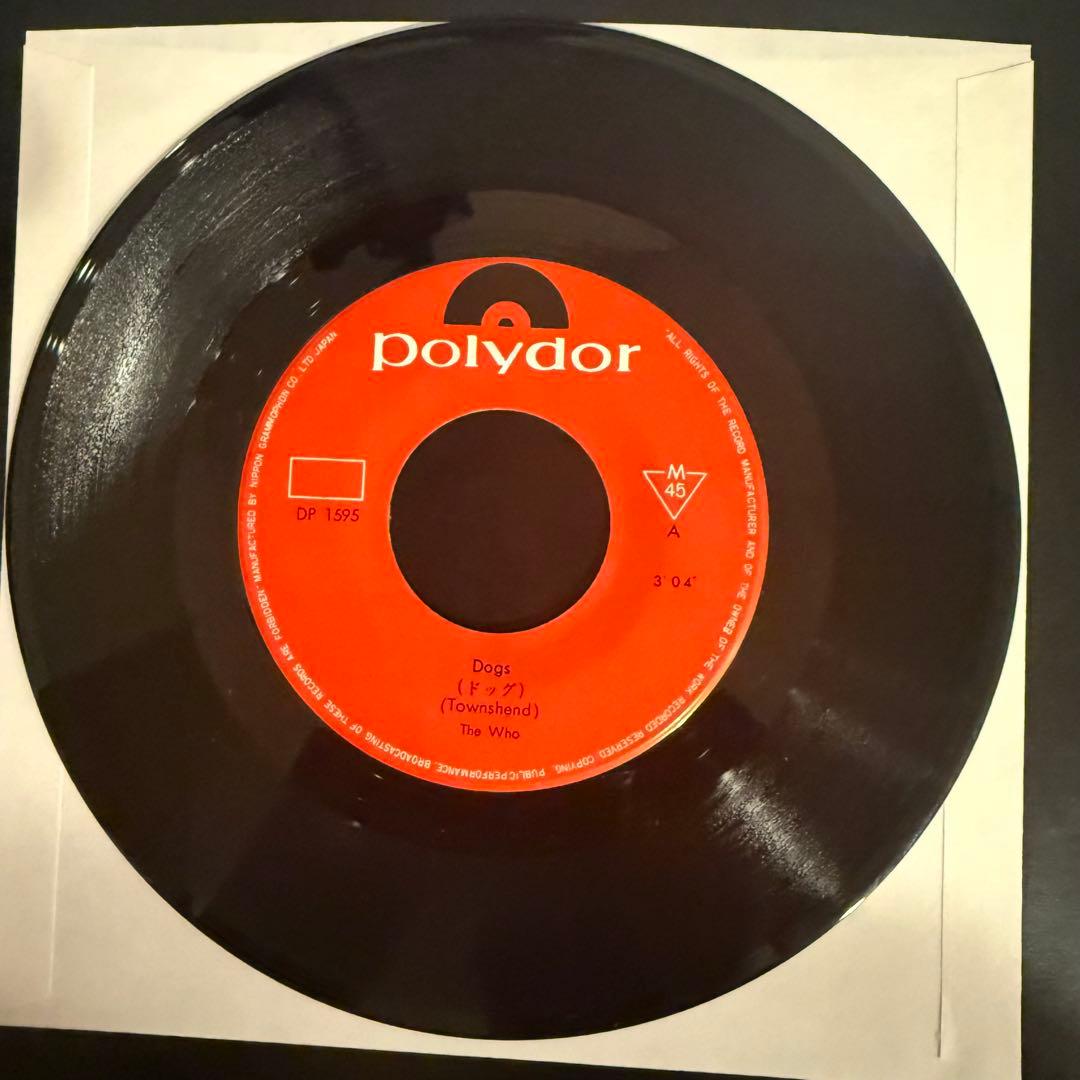 polydor
DP 1595
M
45
A
3'04"
Dogs
(ドッグ)
(Townshend)
The Who
"ALL RIGHTS OF THE RECORD MANUFACTURER AND OF THE OWNER OF THE WORK RECORDED RESERVED. COPYING, PUBLIC PERFORMANCE, BROADCASTING OF THESE RECORDS ARE FORBIDDEN" MANUFACTURED BY NIPPON GRAMMOPHON CO., LTD. JAPAN